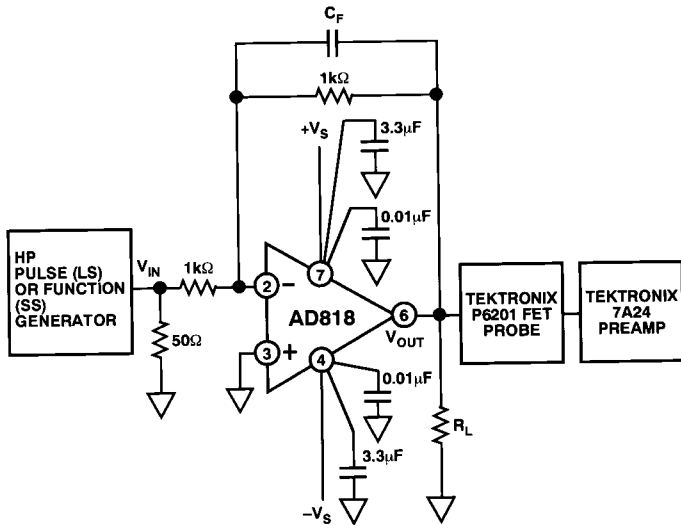 CF
1kΩ
+VS
3.3µF
0.01µF
HP
PULSE (LS)
OR FUNCTION
(SS)
GENERATOR
VIN
1kΩ
50Ω
2
−
7
AD818
3
+
4
6
VOUT
TEKTRONIX
P6201 FET
PROBE
TEKTRONIX
7A24
PREAMP
0.01µF
3.3µF
RL
−VS